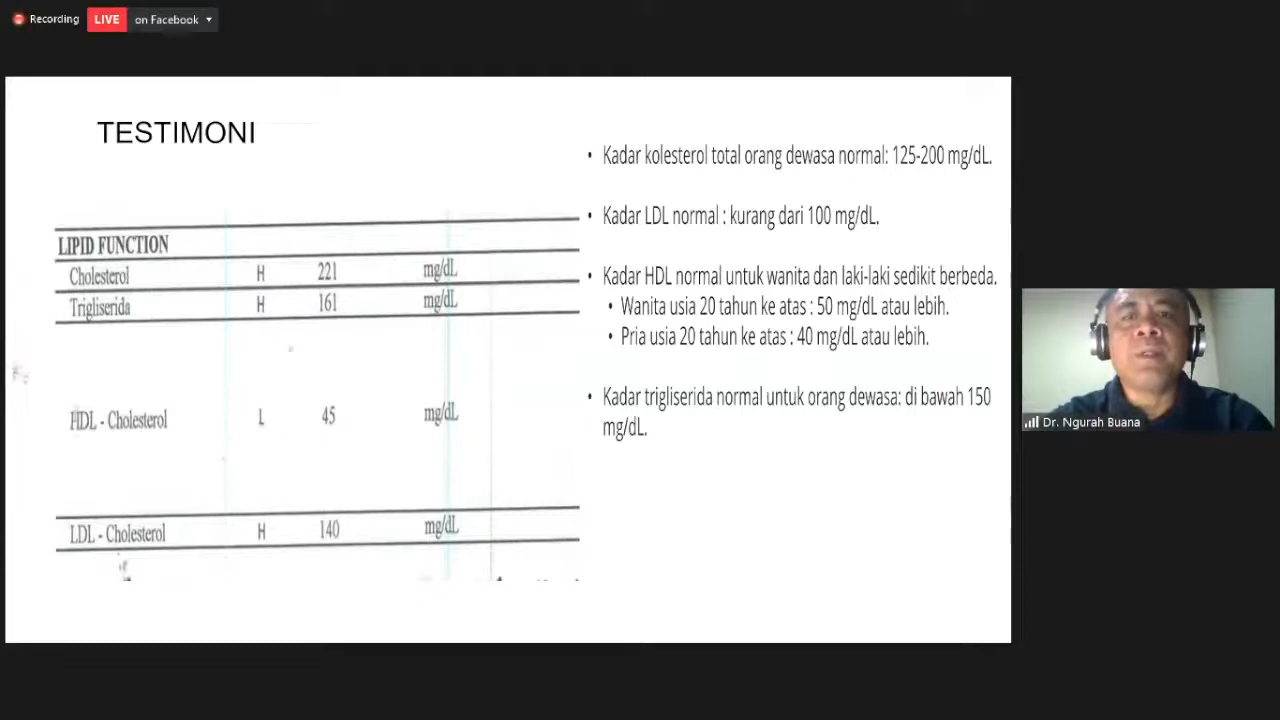 Recording
LIVE on Facebook
TESTIMONI
LIPID FUNCTION
Cholesterol H 221 mg/dL
Trigliserida H 161 mg/dL
HDL - Cholesterol L 45 mg/dL
LDL - Cholesterol H 140 mg/dL
• Kadar kolesterol total orang dewasa normal: 125-200 mg/dL.
• Kadar LDL normal : kurang dari 100 mg/dL.
• Kadar HDL normal untuk wanita dan laki-laki sedikit berbeda.
• Wanita usia 20 tahun ke atas : 50 mg/dL atau lebih.
• Pria usia 20 tahun ke atas : 40 mg/dL atau lebih.
• Kadar trigliserida normal untuk orang dewasa: di bawah 150
mg/dL.
Dr. Ngurah Buana